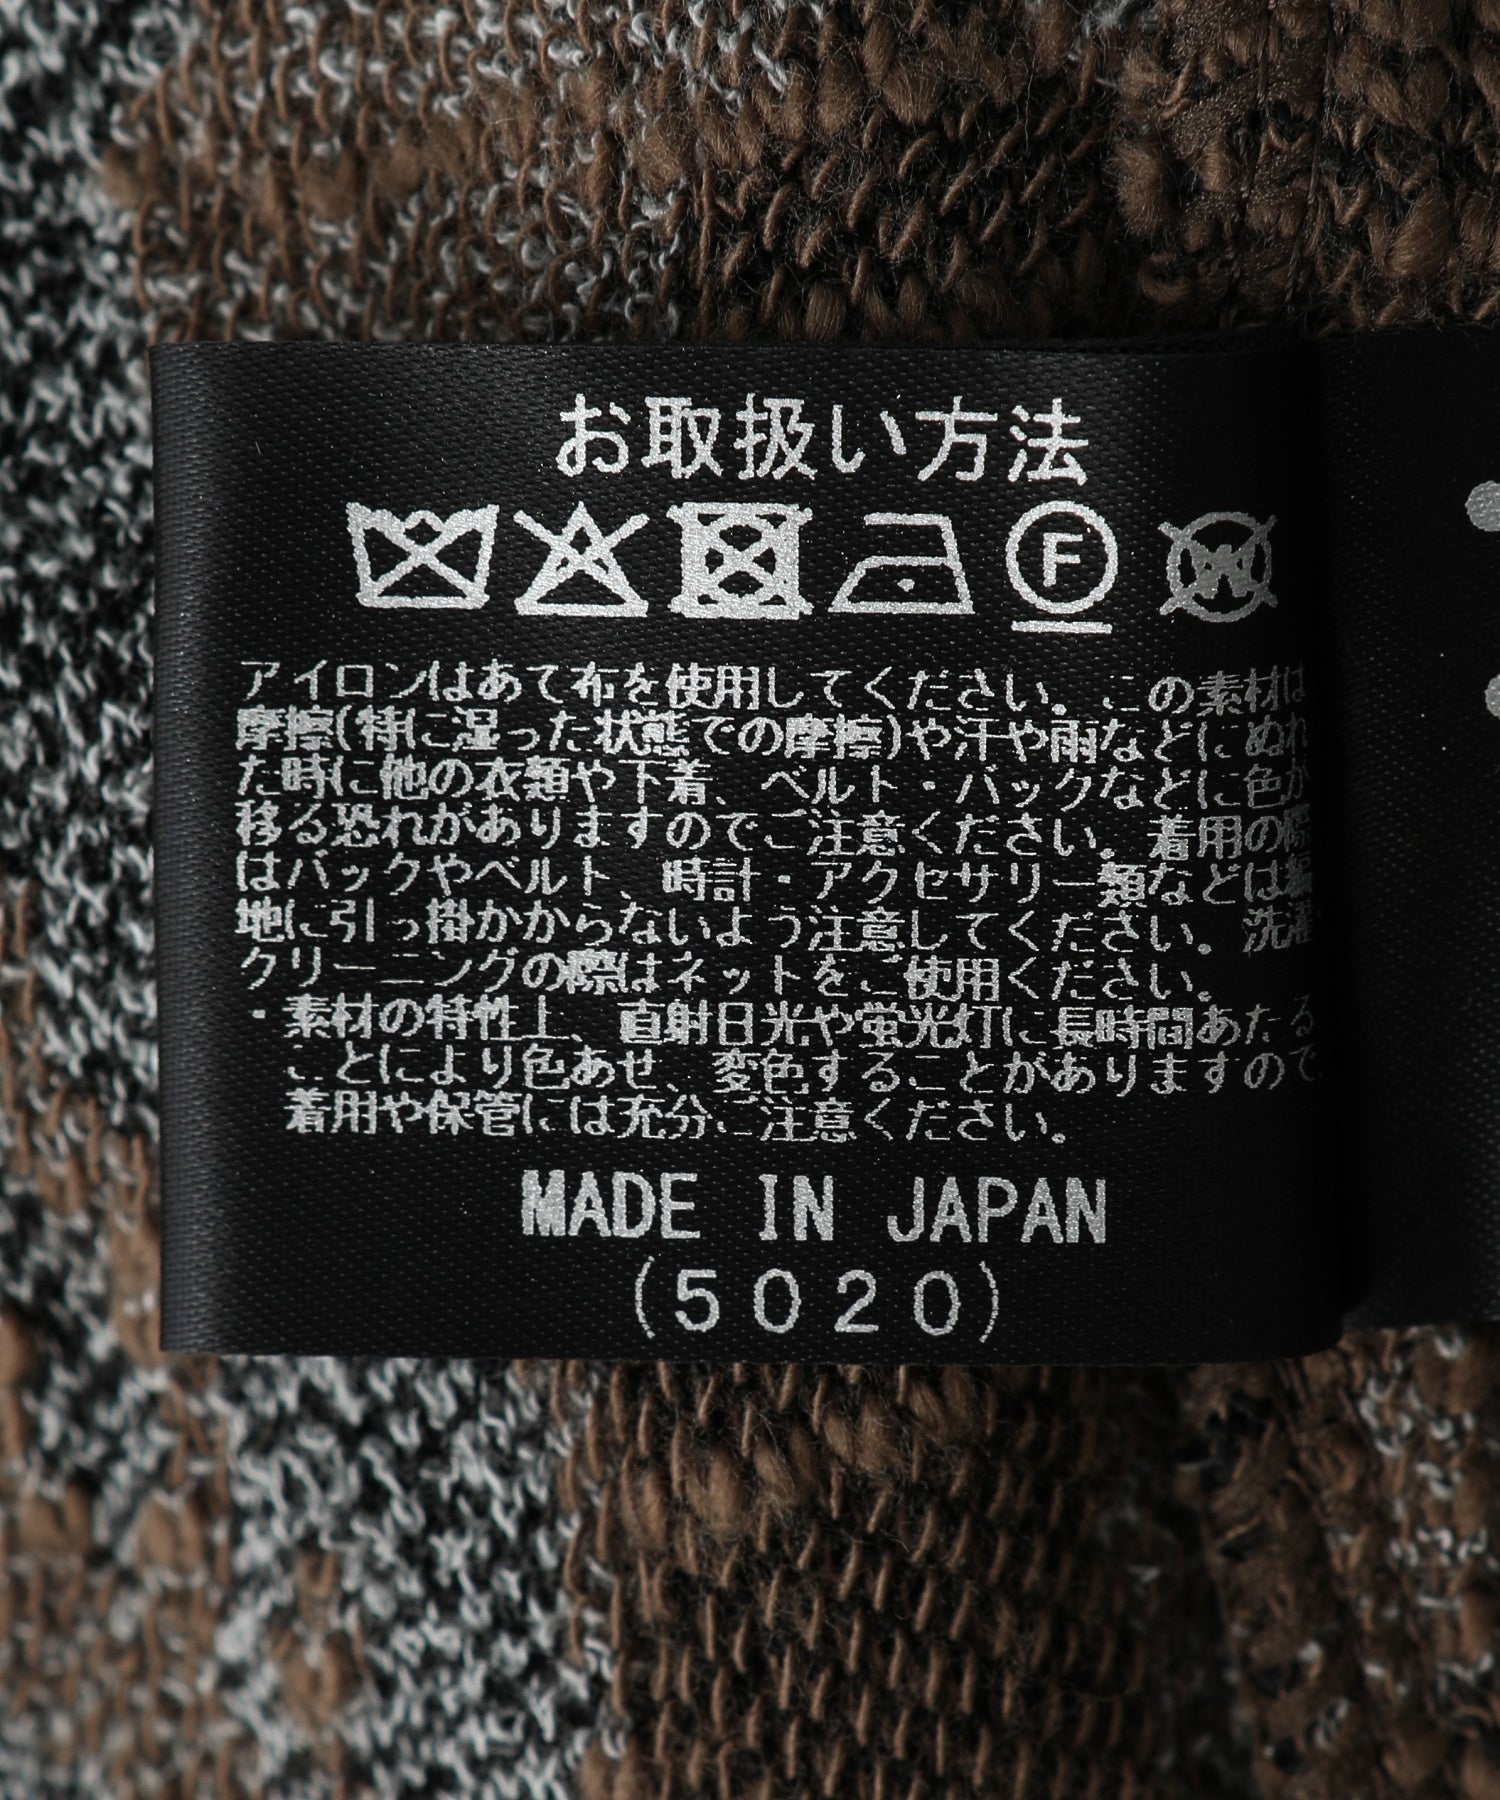 お取扱い方法
F
W
アイロンはあて布を使用してください。この素材は
摩擦(特に湿った状態での摩擦)や汗や雨などにぬれ
た時に他の衣類や下着、ベルト・バックなどに色が
移る恐れがありますのでご注意ください。着用の際
はバックやベルト、時計・アクセサリー類などは編
地に引っ掛かからないよう注意してください。洗濯・
クリーニングの際はネットをご使用ください。
・素材の特性上、直射日光や蛍光灯に長時間あたる
ことにより色あせ、変色することがありますので、
着用や保管には充分ご注意ください。
MADE IN JAPAN
(5020)